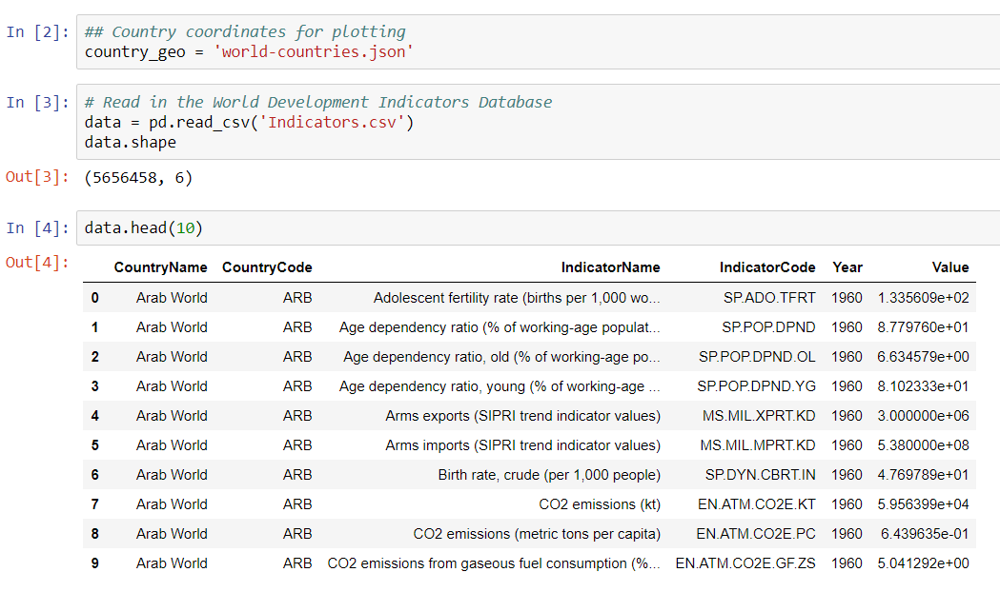 In [2]: ## Country coordinates for plotting
country_geo = 'world-countries.json'
In [3]: # Read in the World Development Indicators Database
data = pd.read_csv('Indicators.csv')
data.shape
Out[3]: (5656458, 6)
In [4]: data.head(10)
Out[4]:
CountryName CountryCode IndicatorName IndicatorCode Year Value
0 Arab World ARB Adolescent fertility rate (births per 1,000 wo... SP.ADO.TFRT 1960 1.335609e+02
1 Arab World ARB Age dependency ratio (% of working-age populat... SP.POP.DPND 1960 8.779760e+01
2 Arab World ARB Age dependency ratio, old (% of working-age po... SP.POP.DPND.OL 1960 6.634579e+00
3 Arab World ARB Age dependency ratio, young (% of working-age ... SP.POP.DPND.YG 1960 8.102333e+01
4 Arab World ARB Arms exports (SIPRI trend indicator values) MS.MIL.XPRT.KD 1960 3.000000e+06
5 Arab World ARB Arms imports (SIPRI trend indicator values) MS.MIL.MPRT.KD 1960 5.380000e+08
6 Arab World ARB Birth rate, crude (per 1,000 people) SP.DYN.CBRT.IN 1960 4.769789e+01
7 Arab World ARB CO2 emissions (kt) EN.ATM.CO2E.KT 1960 5.956399e+04
8 Arab World ARB CO2 emissions (metric tons per capita) EN.ATM.CO2E.PC 1960 6.439635e-01
9 Arab World ARB CO2 emissions from gaseous fuel consumption (%... EN.ATM.CO2E.GF.ZS 1960 5.041292e+00